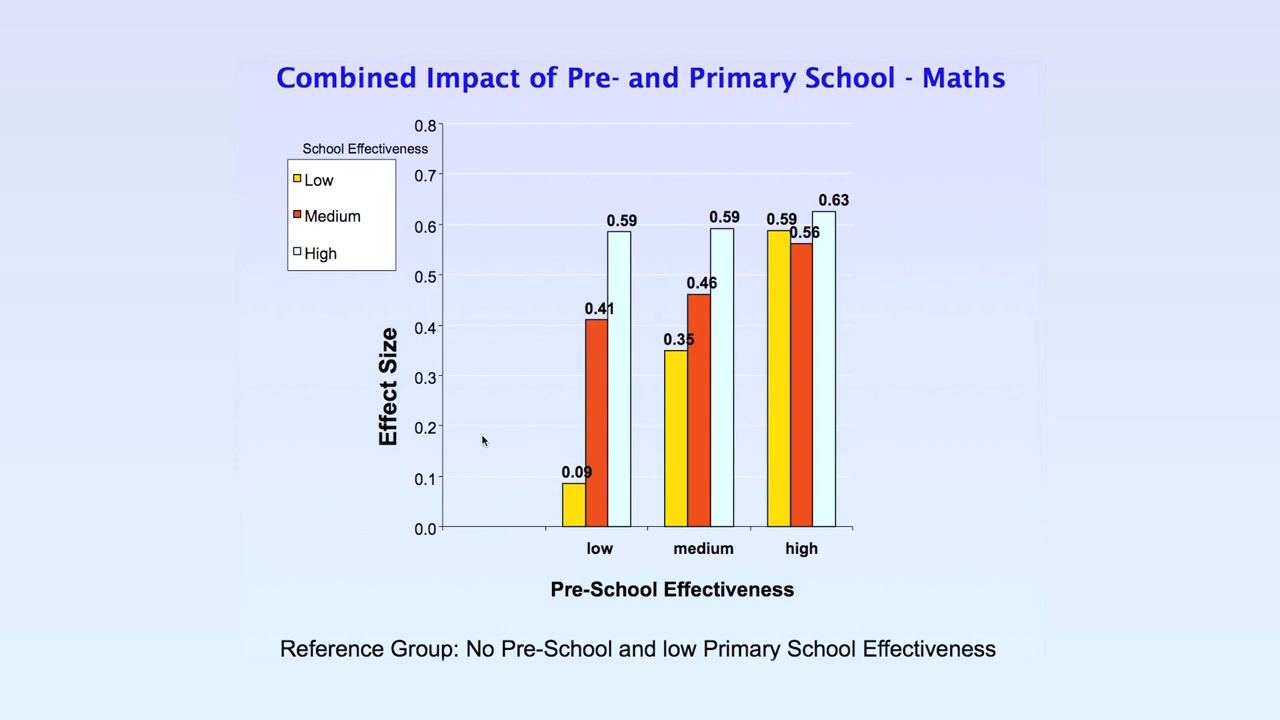 Combined Impact of Pre- and Primary School - Maths
School Effectiveness
Low
Medium
High
Effect Size
0.8
0.7
0.6
0.5
0.4
0.3
0.2
0.1
0.0
0.09
0.41
0.59
0.35
0.46
0.59
0.59
0.56
0.63
low
medium
high
Pre-School Effectiveness
Reference Group: No Pre-School and low Primary School Effectiveness